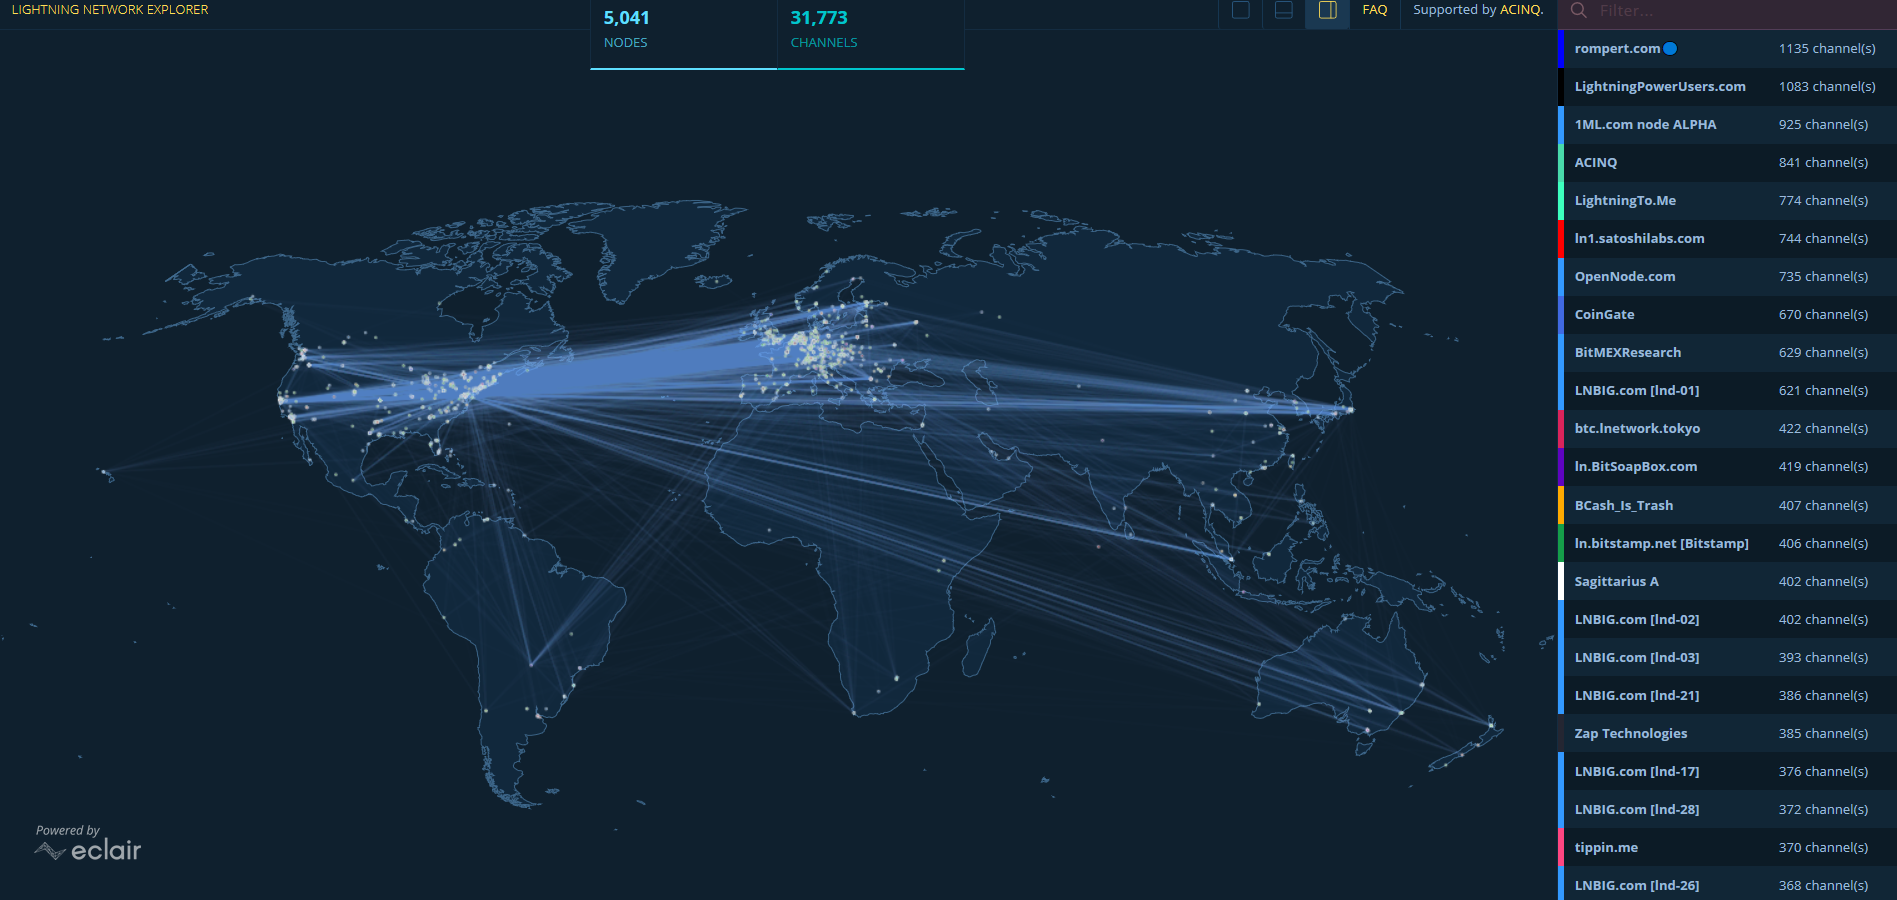 LIGHTNING NETWORK EXPLORER
5,041
NODES
31,773
CHANNELS
FAQ
Supported by ACINQ.
Filter...
rompert.com 1135 channel(s)
LightningPowerUsers.com 1083 channel(s)
1ML.com node ALPHA 925 channel(s)
ACINQ 841 channel(s)
LightningTo.Me 774 channel(s)
ln1.satoshilabs.com 744 channel(s)
OpenNode.com 735 channel(s)
CoinGate 670 channel(s)
BitMEXResearch 629 channel(s)
LNBIG.com [lnd-01] 621 channel(s)
btc.lnetwork.tokyo 422 channel(s)
ln.BitSoapBox.com 419 channel(s)
BCash_Is_Trash 407 channel(s)
ln.bitstamp.net [Bitstamp] 406 channel(s)
Sagittarius A 402 channel(s)
LNBIG.com [lnd-02] 402 channel(s)
LNBIG.com [lnd-03] 393 channel(s)
LNBIG.com [lnd-21] 386 channel(s)
Zap Technologies 385 channel(s)
LNBIG.com [lnd-17] 376 channel(s)
LNBIG.com [lnd-28] 372 channel(s)
tippin.me 370 channel(s)
LNBIG.com [lnd-26] 368 channel(s)
Powered by
eclair